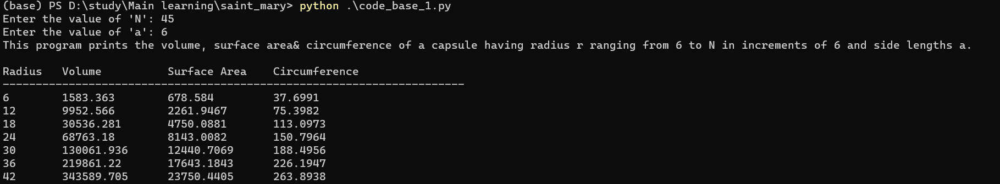 (base) PS D:\study\Main learning\saint_mary> python .\code_base_1.py
Enter the value of 'N': 45
Enter the value of 'a': 6
This program prints the volume, surface area& circumference of a capsule having radius r ranging from 6 to N in increments of 6 and side lengths a.
Radius Volume Surface Area Circumference
----------------------------------------------------------------------
6 1583.363 678.584 37.6991
12 9952.566 2261.9467 75.3982
18 30536.281 4750.0881 113.0973
24 68763.18 8143.0082 150.7964
30 130061.936 12440.7069 188.4956
36 219861.22 17643.1843 226.1947
42 343589.705 23750.4405 263.8938